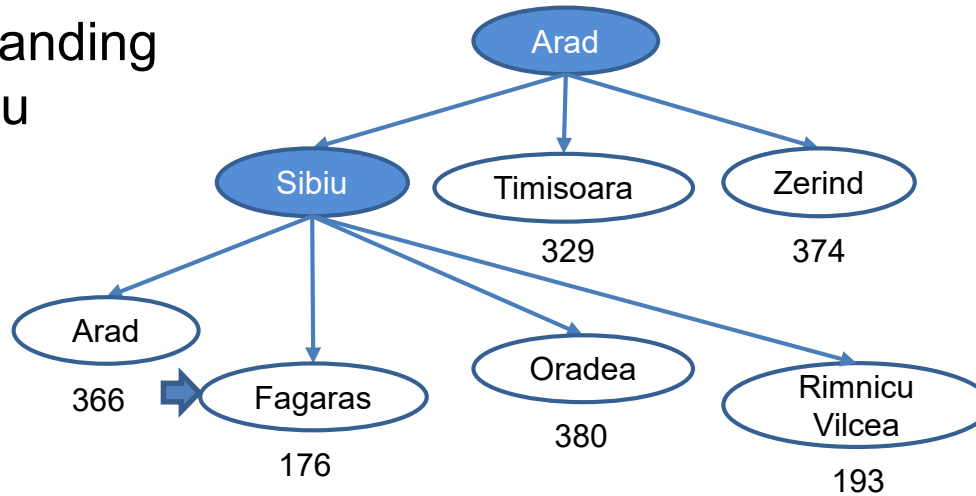 anding
u
Arad
Sibiu
Timisoara
Zerind
329
374
Arad
Fagaras
Oradea
Rimnicu
Vilcea
366
176
380
193